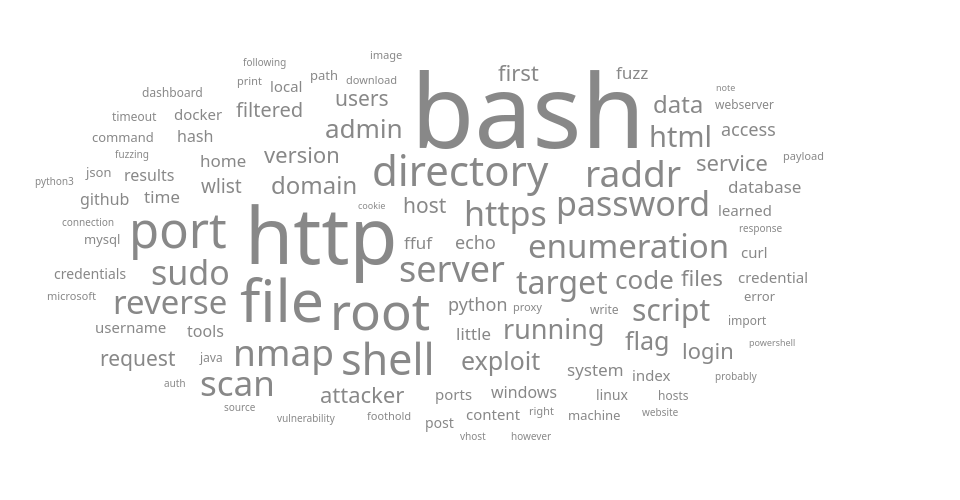 image
following
first
fuzz
print
local
path
download
note
dashboard
users
bash
data
webserver
timeout
docker
filtered
admin
html
access
command
hash
fuzzing
home
version
directory
raddr
service
payload
python3
json
results
wlist
domain
database
github
time
cookie
host
https
password
learned
connection
port
http
response
mysql
ffuf
echo
enumeration
curl
credentials
sudo
server
target
code
files
credential
microsoft
reverse
file
root
python
proxy
write
script
error
username
tools
little
running
flag
import
request
java
nmap
shell
exploit
login
powershell
auth
scan
system
index
probably
attacker
ports
windows
linux
hosts
source
vulnerability
foothold
post
content
right
machine
website
vhost
however